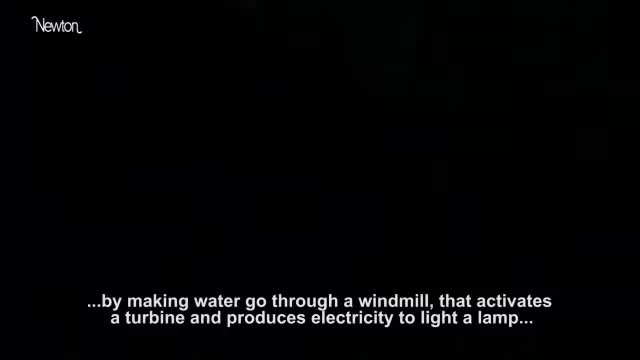 Newton
...by making water go through a windmill, that activates
a turbine and produces electricity to light a lamp...